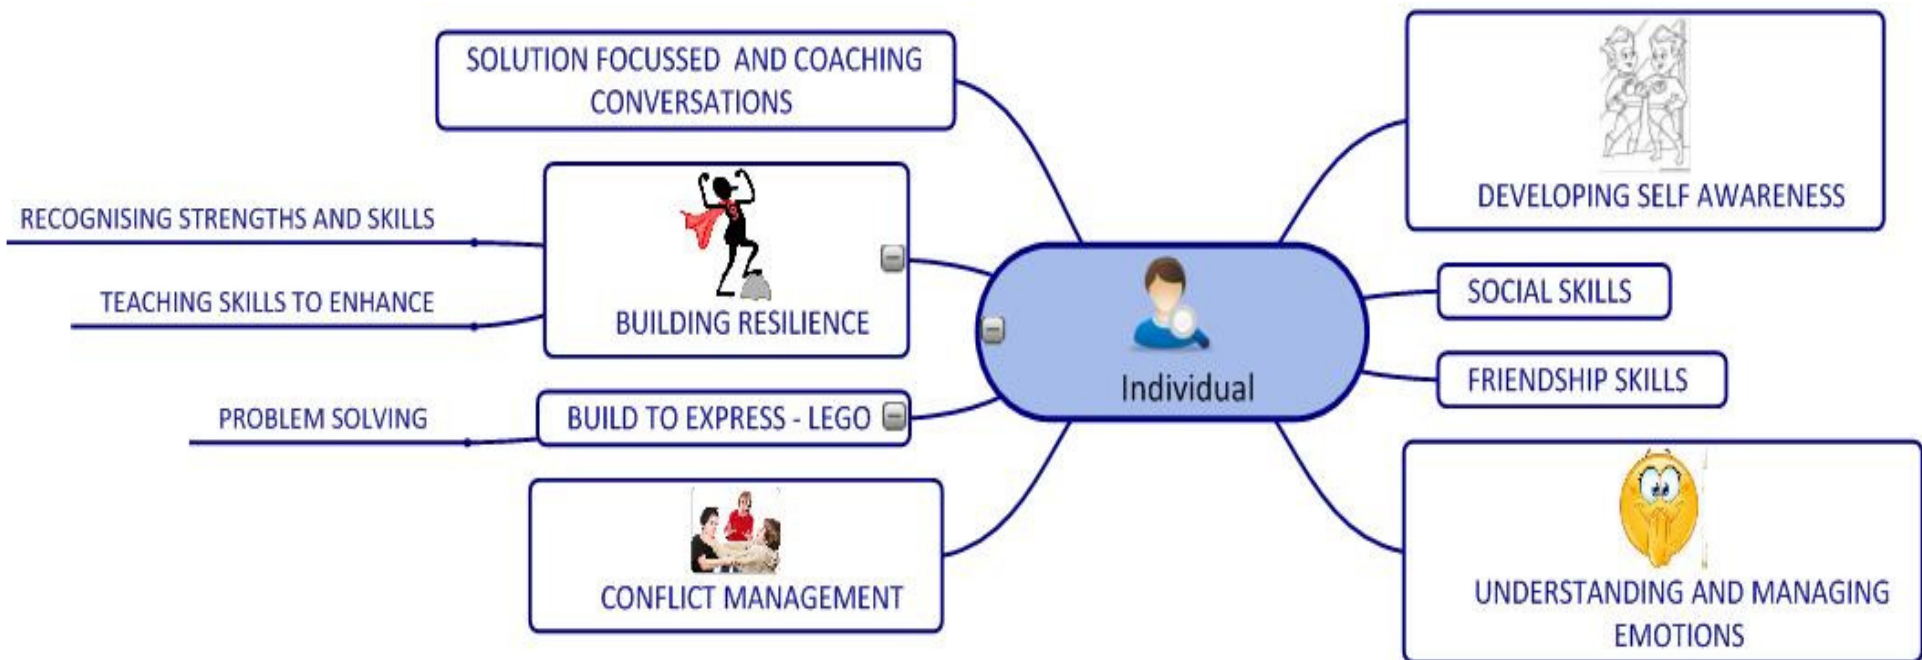 SOLUTION FOCUSSED AND COACHING
CONVERSATIONS
RECOGNISING STRENGTHS AND SKILLS
TEACHING SKILLS TO ENHANCE
BUILDING RESILIENCE
PROBLEM SOLVING
BUILD TO EXPRESS - LEGO
CONFLICT MANAGEMENT
Individual
DEVELOPING SELF AWARENESS
SOCIAL SKILLS
FRIENDSHIP SKILLS
UNDERSTANDING AND MANAGING
EMOTIONS